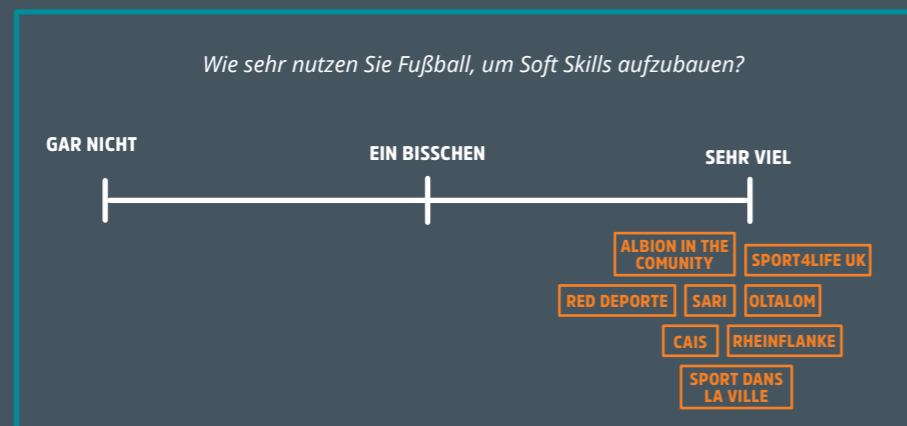 Wie sehr nutzen Sie Fußball, um Soft Skills aufzubauen?
GAR NICHT
EIN BISSCHEN
SEHR VIEL
ALBION IN THE
COMUNITY
SPORT4LIFE UK
RED DEPORTE
SARI
OLTALOM
CAIS
RHEINFLANKE
SPORT DANS
LA VILLE